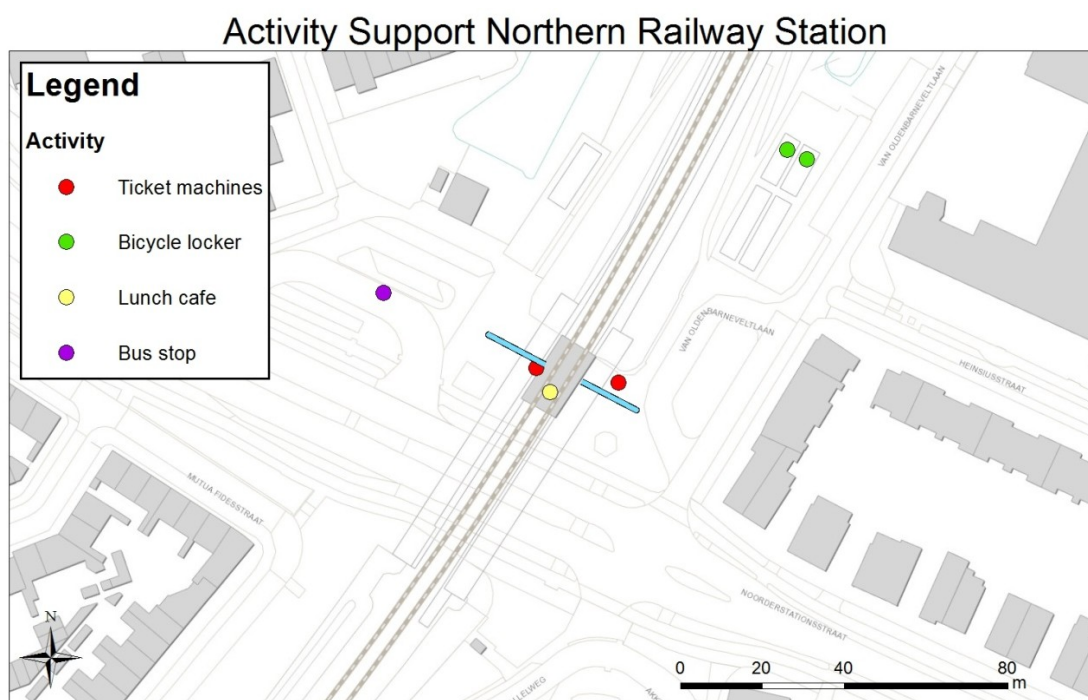 Activity Support Northern Railway Station
Legend
Activity
Ticket machines
Bicycle locker
Lunch cafe
Bus stop
VAN OLDENBARNEVELTLAAN
VAN OLDENBARNEVELTLAAN
HEINSIUSSTRAAT
MUTUA FIDESSTRAAT
NOORDERSTATIONSSTRAAT
LLELWEG
N
0 20 40 80
m